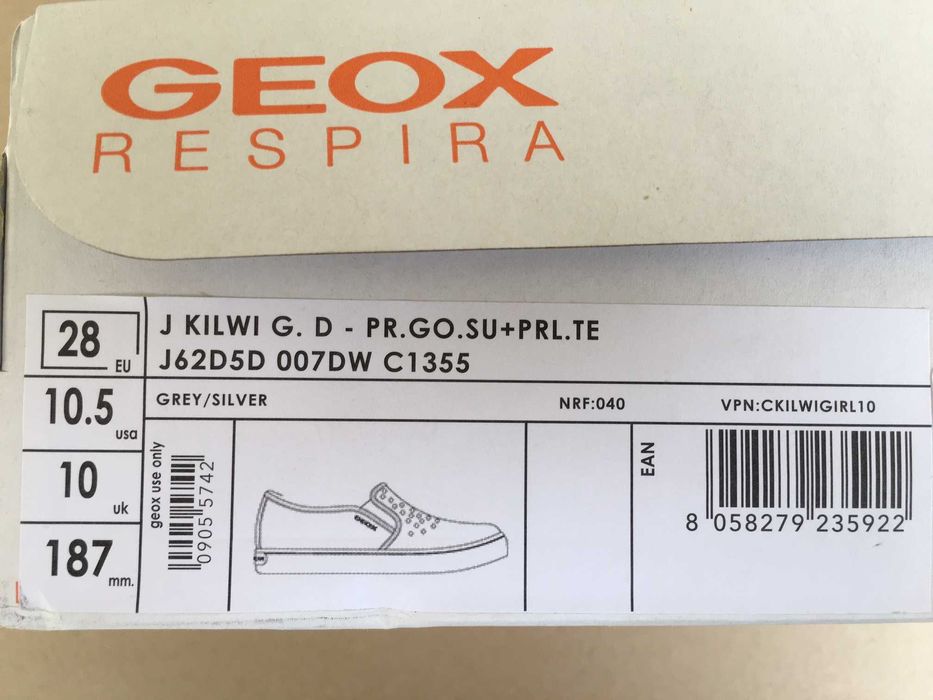 GEOX
RESPIRA
28 EU
J KILWI G. D - PR.GO.SU+PRL.TE
J62D5D 007DW C1355
10.5 usa
GREY/SILVER
NRF:040
VPN:CKILWIGIRL10
10 uk
187 mm.
geox use only
0905 5742
GEOX
EAN
8 058279 235922